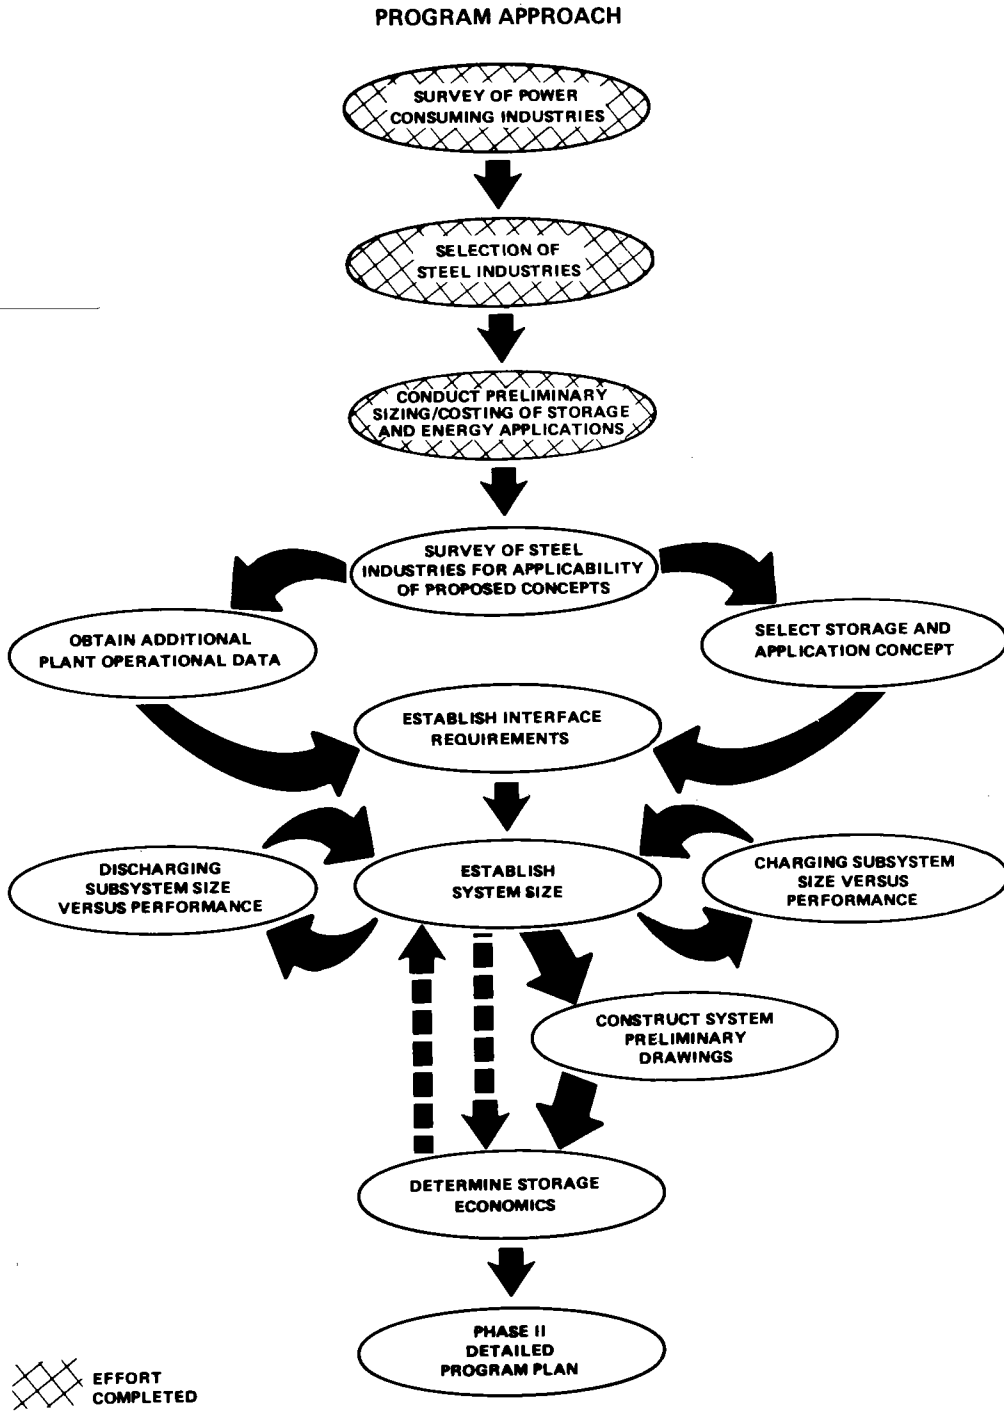 PROGRAM APPROACH
SURVEY OF POWER
CONSUMING INDUSTRIES
SELECTION OF
STEEL INDUSTRIES
CONDUCT PRELIMINARY
SIZING/COSTING OF STORAGE
AND ENERGY APPLICATIONS
SURVEY OF STEEL
INDUSTRIES FOR APPLICABILITY
OF PROPOSED CONCEPTS
OBTAIN ADDITIONAL
PLANT OPERATIONAL DATA
SELECT STORAGE AND
APPLICATION CONCEPT
ESTABLISH INTERFACE
REQUIREMENTS
DISCHARGING
SUBSYSTEM SIZE
VERSUS PERFORMANCE
ESTABLISH
SYSTEM SIZE
CHARGING SUBSYSTEM
SIZE VERSUS
PERFORMANCE
CONSTRUCT SYSTEM
PRELIMINARY
DRAWINGS
DETERMINE STORAGE
ECONOMICS
PHASE II
DETAILED
PROGRAM PLAN
EFFORT
COMPLETED